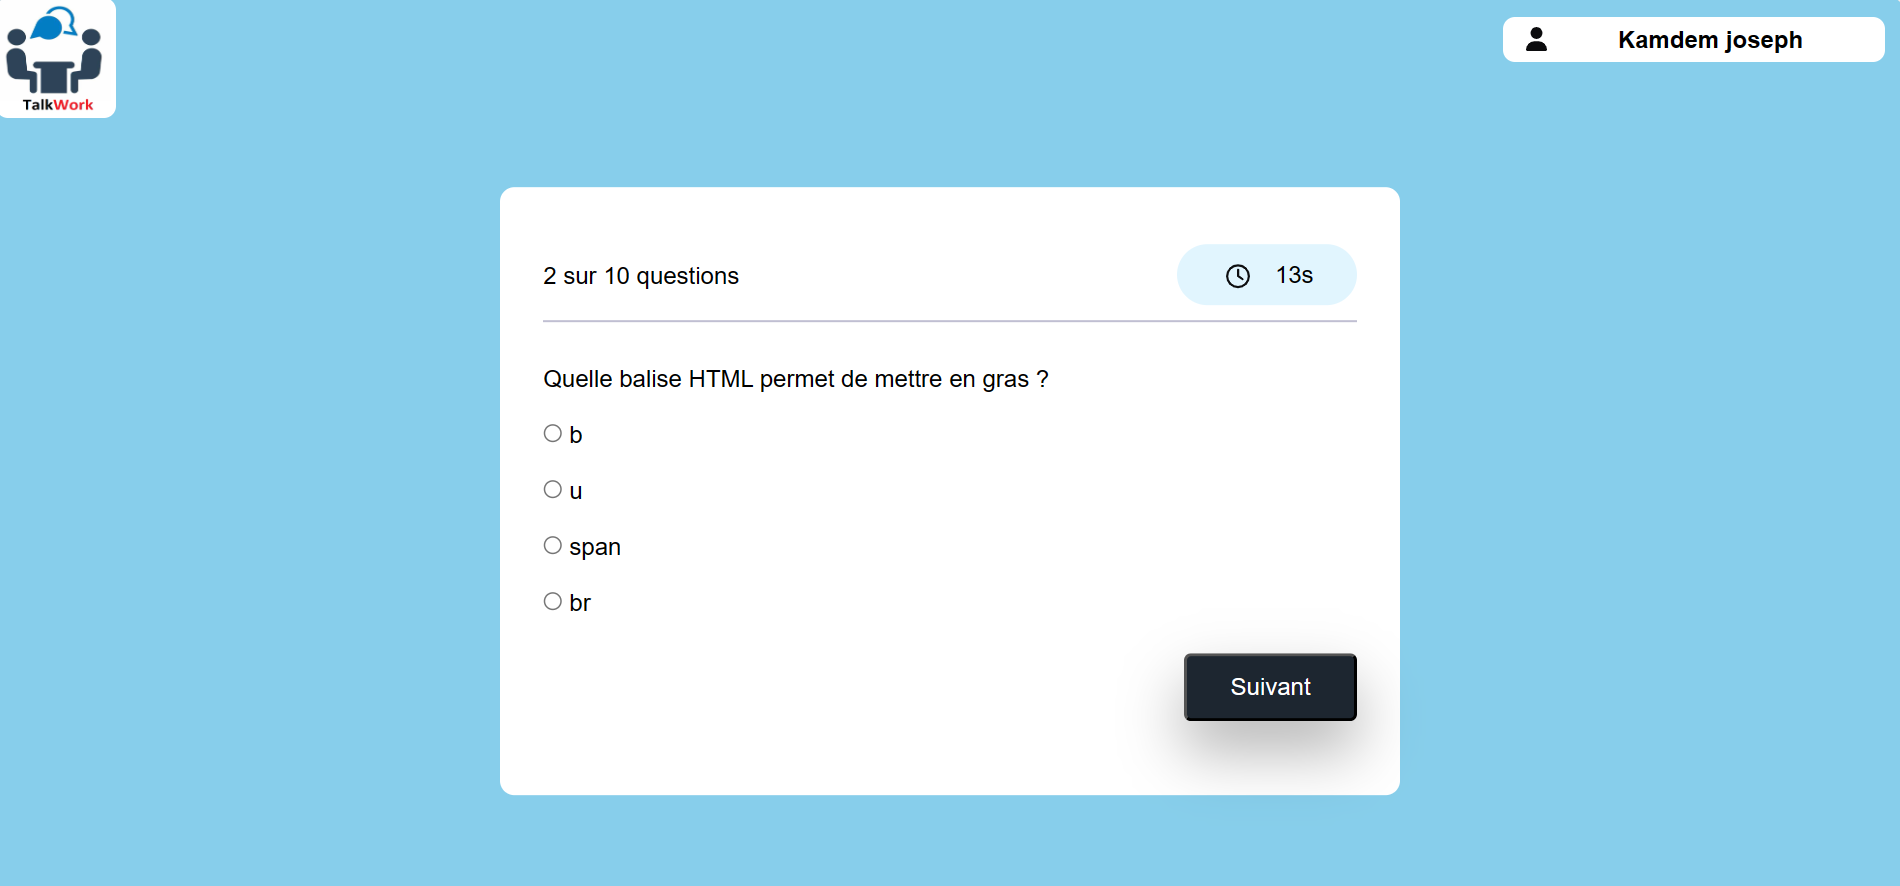 TalkWork
Kamdem joseph
2 sur 10 questions
13s
Quelle balise HTML permet de mettre en gras ?
b
u
span
br
Suivant